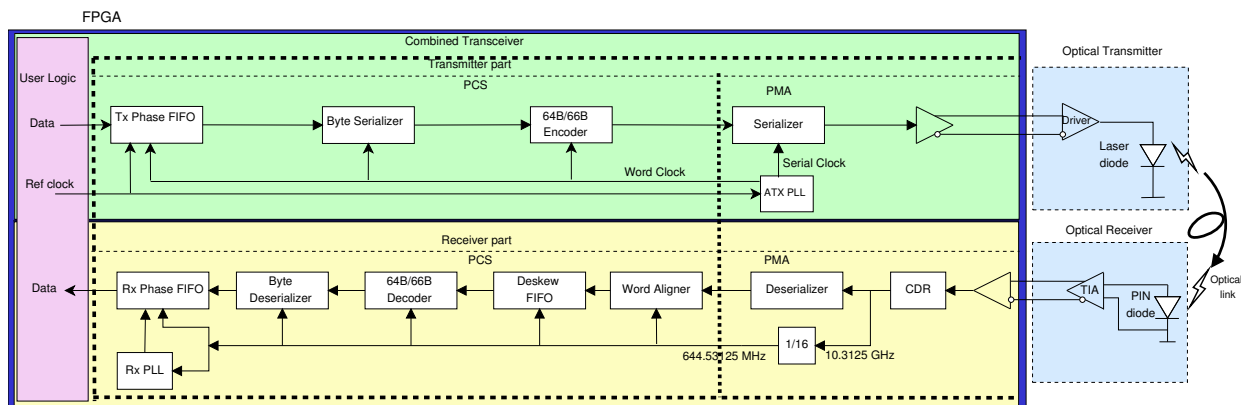 FPGA
Combined Transceiver
Optical Transmitter
Transmitter part
User Logic
PCS
PMA
Data
Tx Phase FIFO
Byte Serializer
64B/66B
Encoder
Serializer
Driver
Laser
diode
Serial Clock
Word Clock
Ref clock
ATX PLL
Receiver part
Optical Receiver
PCS
PMA
Data
Rx Phase FIFO
Byte
Deserializer
64B/66B
Decoder
Deskew
FIFO
Word Aligner
Deserializer
CDR
TIA
PIN
diode
Optical
link
1/16
644.53125 MHz
10.3125 GHz
Rx PLL